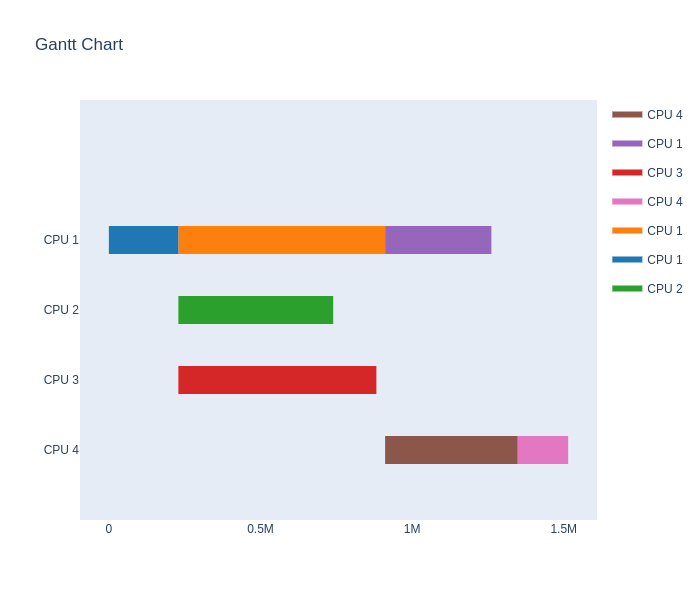 Gantt Chart
CPU 1
CPU 2
CPU 3
CPU 4
0
0.5M
1M
1.5M
CPU 4
CPU 1
CPU 3
CPU 4
CPU 1
CPU 1
CPU 2